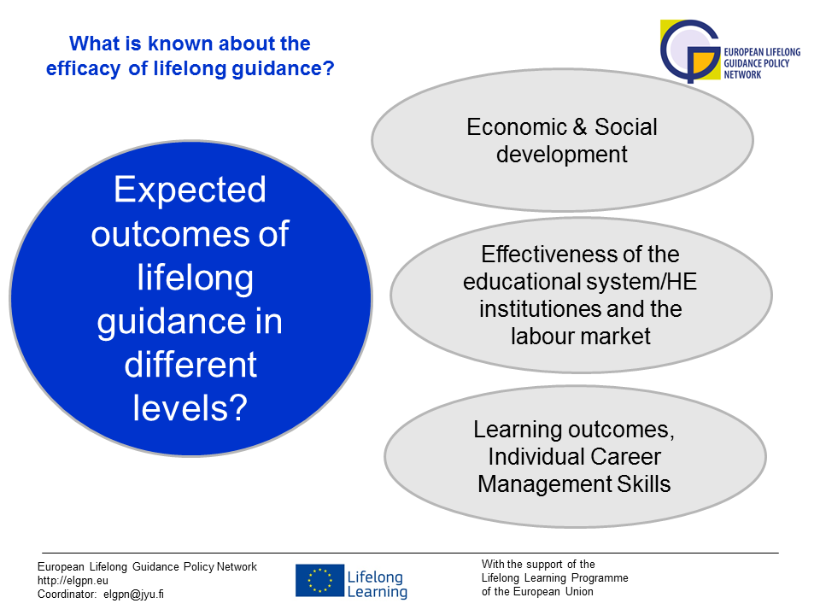 What is known about the
efficacy of lifelong guidance?
EUROPEAN LIFELONG
GUIDANCE POLICY
NETWORK
Expected
outcomes of
lifelong
guidance in
different
levels?
Economic & Social
development
Effectiveness of the
educational system/HE
institutiones and the
labour market
Learning outcomes,
Individual Career
Management Skills
European Lifelong Guidance Policy Network
http://elgpn.eu
Coordinator: elgpn@jyu.fi
Lifelong
Learning
With the support of the
Lifelong Learning Programme
of the European Union